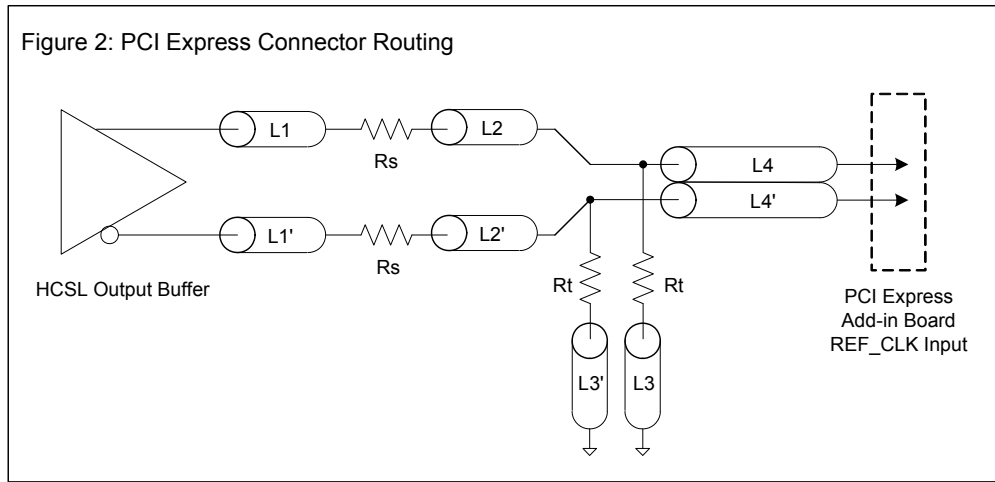 Figure 2: PCI Express Connector Routing
L1
Rs
L2
L4
L4'
L1'
Rs
L2'
HCSL Output Buffer
Rt
Rt
L3'
L3
PCI Express
Add-in Board
REF_CLK Input